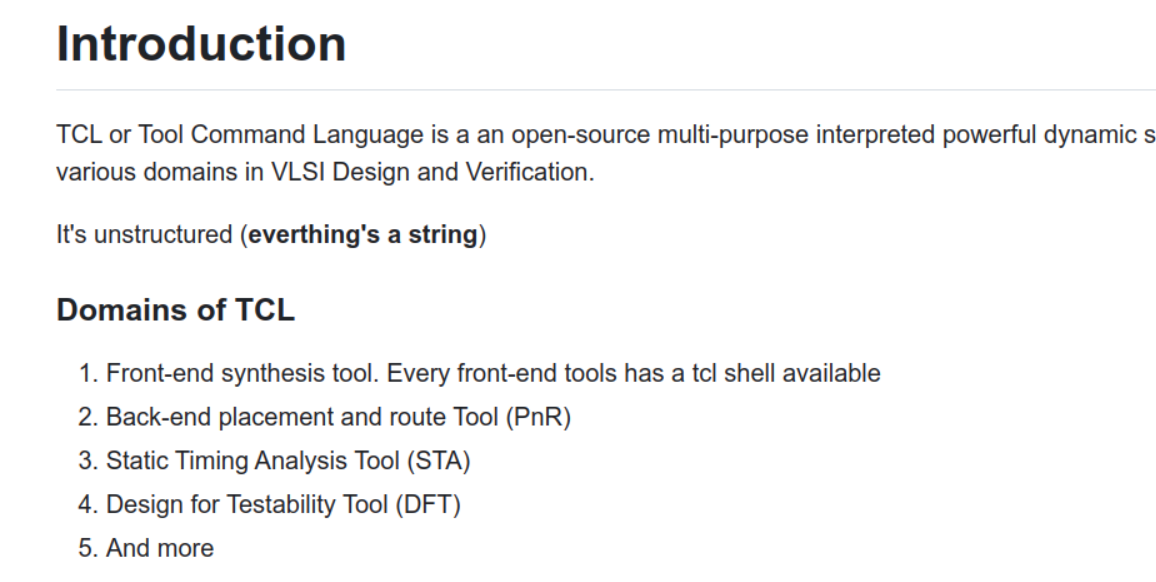 Introduction
TCL or Tool Command Language is a an open-source multi-purpose interpreted powerful dynamic s
various domains in VLSI Design and Verification.
It's unstructured (everthing's a string)
Domains of TCL
1. Front-end synthesis tool. Every front-end tools has a tcl shell available
2. Back-end placement and route Tool (PnR)
3. Static Timing Analysis Tool (STA)
4. Design for Testability Tool (DFT)
5. And more